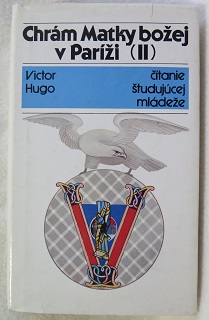 Chrám Matky božej
v Paríži (II)
Victor
Hugo
čítanie
študujúcej
mládeže
V